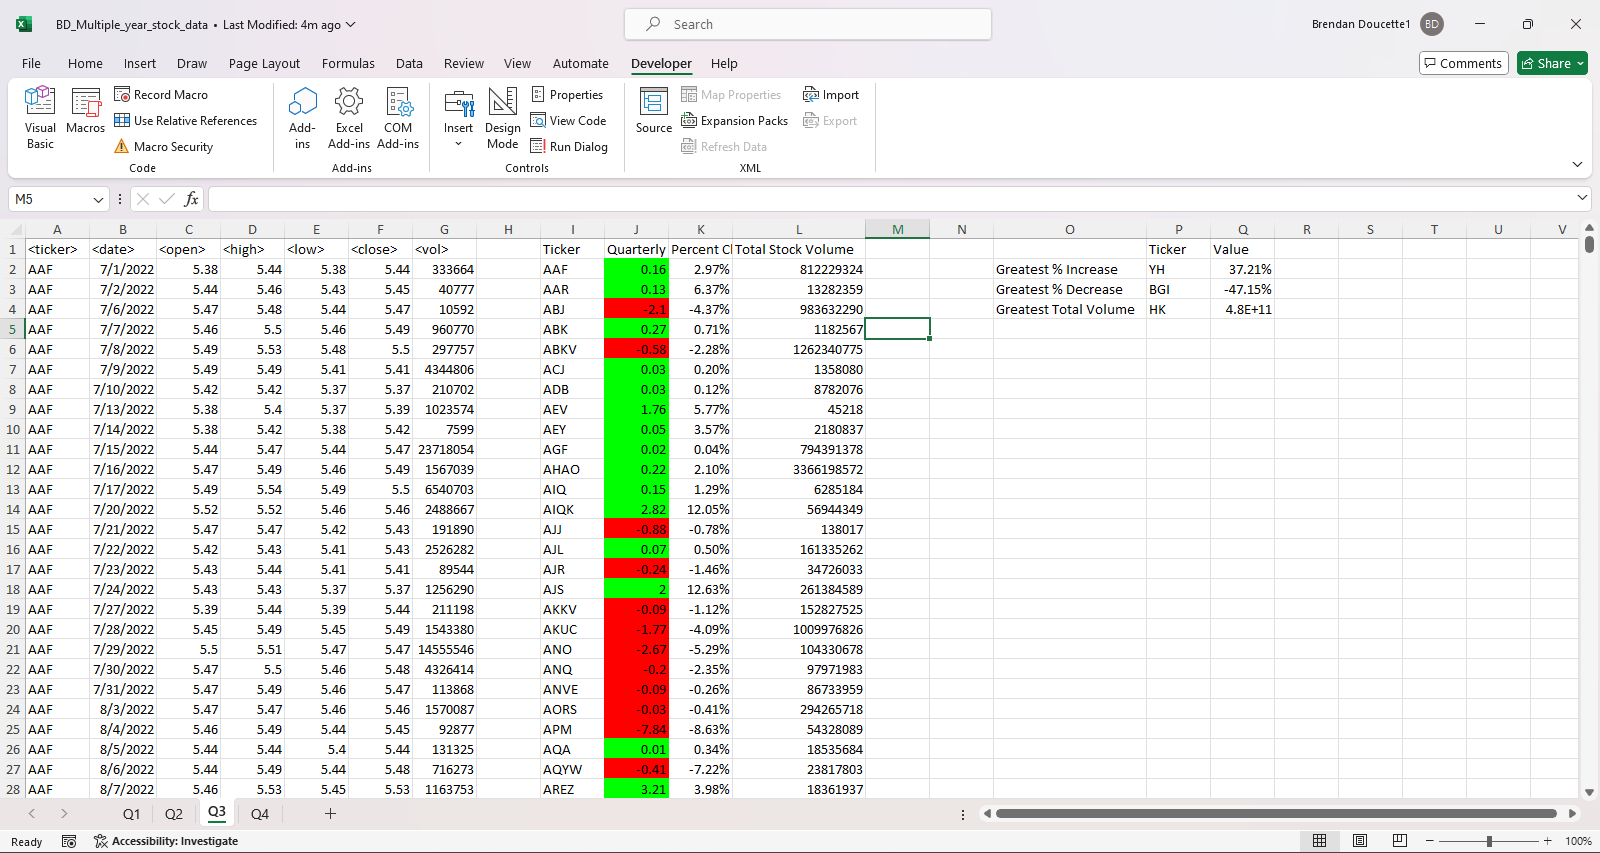 BD_Multiple_year_stock_data • Last Modified: 4m ago
Search
Brendan Doucette1 BD
File Home Insert Draw Page Layout Formulas Data Review View Automate Developer Help
Comments Share
Visual Basic
Macros
Record Macro
Use Relative References
Macro Security
Code
Add-ins
Excel Add-ins
COM Add-ins
Add-ins
Insert
Design Mode
Properties
View Code
Run Dialog
Controls
Source
Map Properties
Expansion Packs
Refresh Data
Import
Export
XML
M5 fx
A B C D E F G H I J K L M N O P Q R S T U V
1 <ticker> <date> <open> <high> <low> <close> <vol> Ticker Quarterly Percent Cl Total Stock Volume Ticker Value
2 AAF 7/1/2022 5.38 5.44 5.38 5.44 333664 AAF 0.16 2.97% 812229324 Greatest % Increase YH 37.21%
3 AAF 7/2/2022 5.44 5.46 5.43 5.45 40777 AAR 0.13 6.37% 13282359 Greatest % Decrease BGI -47.15%
4 AAF 7/6/2022 5.47 5.48 5.44 5.47 10592 ABJ -2.1 -4.37% 983632290 Greatest Total Volume HK 4.8E+11
5 AAF 7/7/2022 5.46 5.5 5.46 5.49 960770 ABK 0.27 0.71% 1182567
6 AAF 7/8/2022 5.49 5.53 5.48 5.5 297757 ABKV -0.58 -2.28% 1262340775
7 AAF 7/9/2022 5.49 5.49 5.41 5.41 4344806 ACJ 0.03 0.20% 1358080
8 AAF 7/10/2022 5.42 5.42 5.37 5.37 210702 ADB 0.03 0.12% 8782076
9 AAF 7/13/2022 5.38 5.4 5.37 5.39 1023574 AEV 1.76 5.77% 45218
10 AAF 7/14/2022 5.38 5.42 5.38 5.42 7599 AEY 0.05 3.57% 2180837
11 AAF 7/15/2022 5.44 5.47 5.44 5.47 23718054 AGF 0.02 0.04% 794391378
12 AAF 7/16/2022 5.47 5.49 5.46 5.49 1567039 AHAO 0.22 2.10% 3366198572
13 AAF 7/17/2022 5.49 5.54 5.49 5.5 6540703 AIQ 0.15 1.29% 6285184
14 AAF 7/20/2022 5.52 5.52 5.46 5.46 2488667 AIQK 2.82 12.05% 56944349
15 AAF 7/21/2022 5.47 5.47 5.42 5.43 191890 AJJ -0.88 -0.78% 138017
16 AAF 7/22/2022 5.42 5.43 5.41 5.43 2526282 AJL 0.07 0.50% 161335262
17 AAF 7/23/2022 5.43 5.44 5.41 5.41 89544 AJR -0.24 -1.46% 34726033
18 AAF 7/24/2022 5.43 5.43 5.37 5.37 1256290 AJS 2 12.63% 261384589
19 AAF 7/27/2022 5.39 5.44 5.39 5.44 211198 AKKV -0.09 -1.12% 152827525
20 AAF 7/28/2022 5.45 5.49 5.45 5.49 1543380 AKUC -1.77 -4.09% 1009976826
21 AAF 7/29/2022 5.5 5.51 5.47 5.47 14555546 ANO -2.67 -5.29% 104330678
22 AAF 7/30/2022 5.47 5.5 5.46 5.48 4326414 ANQ -0.2 -2.35% 97971983
23 AAF 7/31/2022 5.47 5.49 5.46 5.47 113868 ANVE -0.09 -0.26% 86733959
24 AAF 8/3/2022 5.47 5.47 5.46 5.46 1570087 AORS -0.03 -0.41% 294265718
25 AAF 8/4/2022 5.46 5.49 5.44 5.45 92877 APM -7.84 -8.63% 54328089
26 AAF 8/5/2022 5.44 5.44 5.4 5.44 131325 AQA 0.01 0.34% 18535684
27 AAF 8/6/2022 5.44 5.49 5.44 5.48 716273 AQYW -0.41 -7.22% 23817803
28 AAF 8/7/2022 5.46 5.53 5.45 5.53 1163753 AREZ 3.21 3.98% 18361937
Q1 Q2 Q3 Q4
Ready Accessibility: Investigate 100%